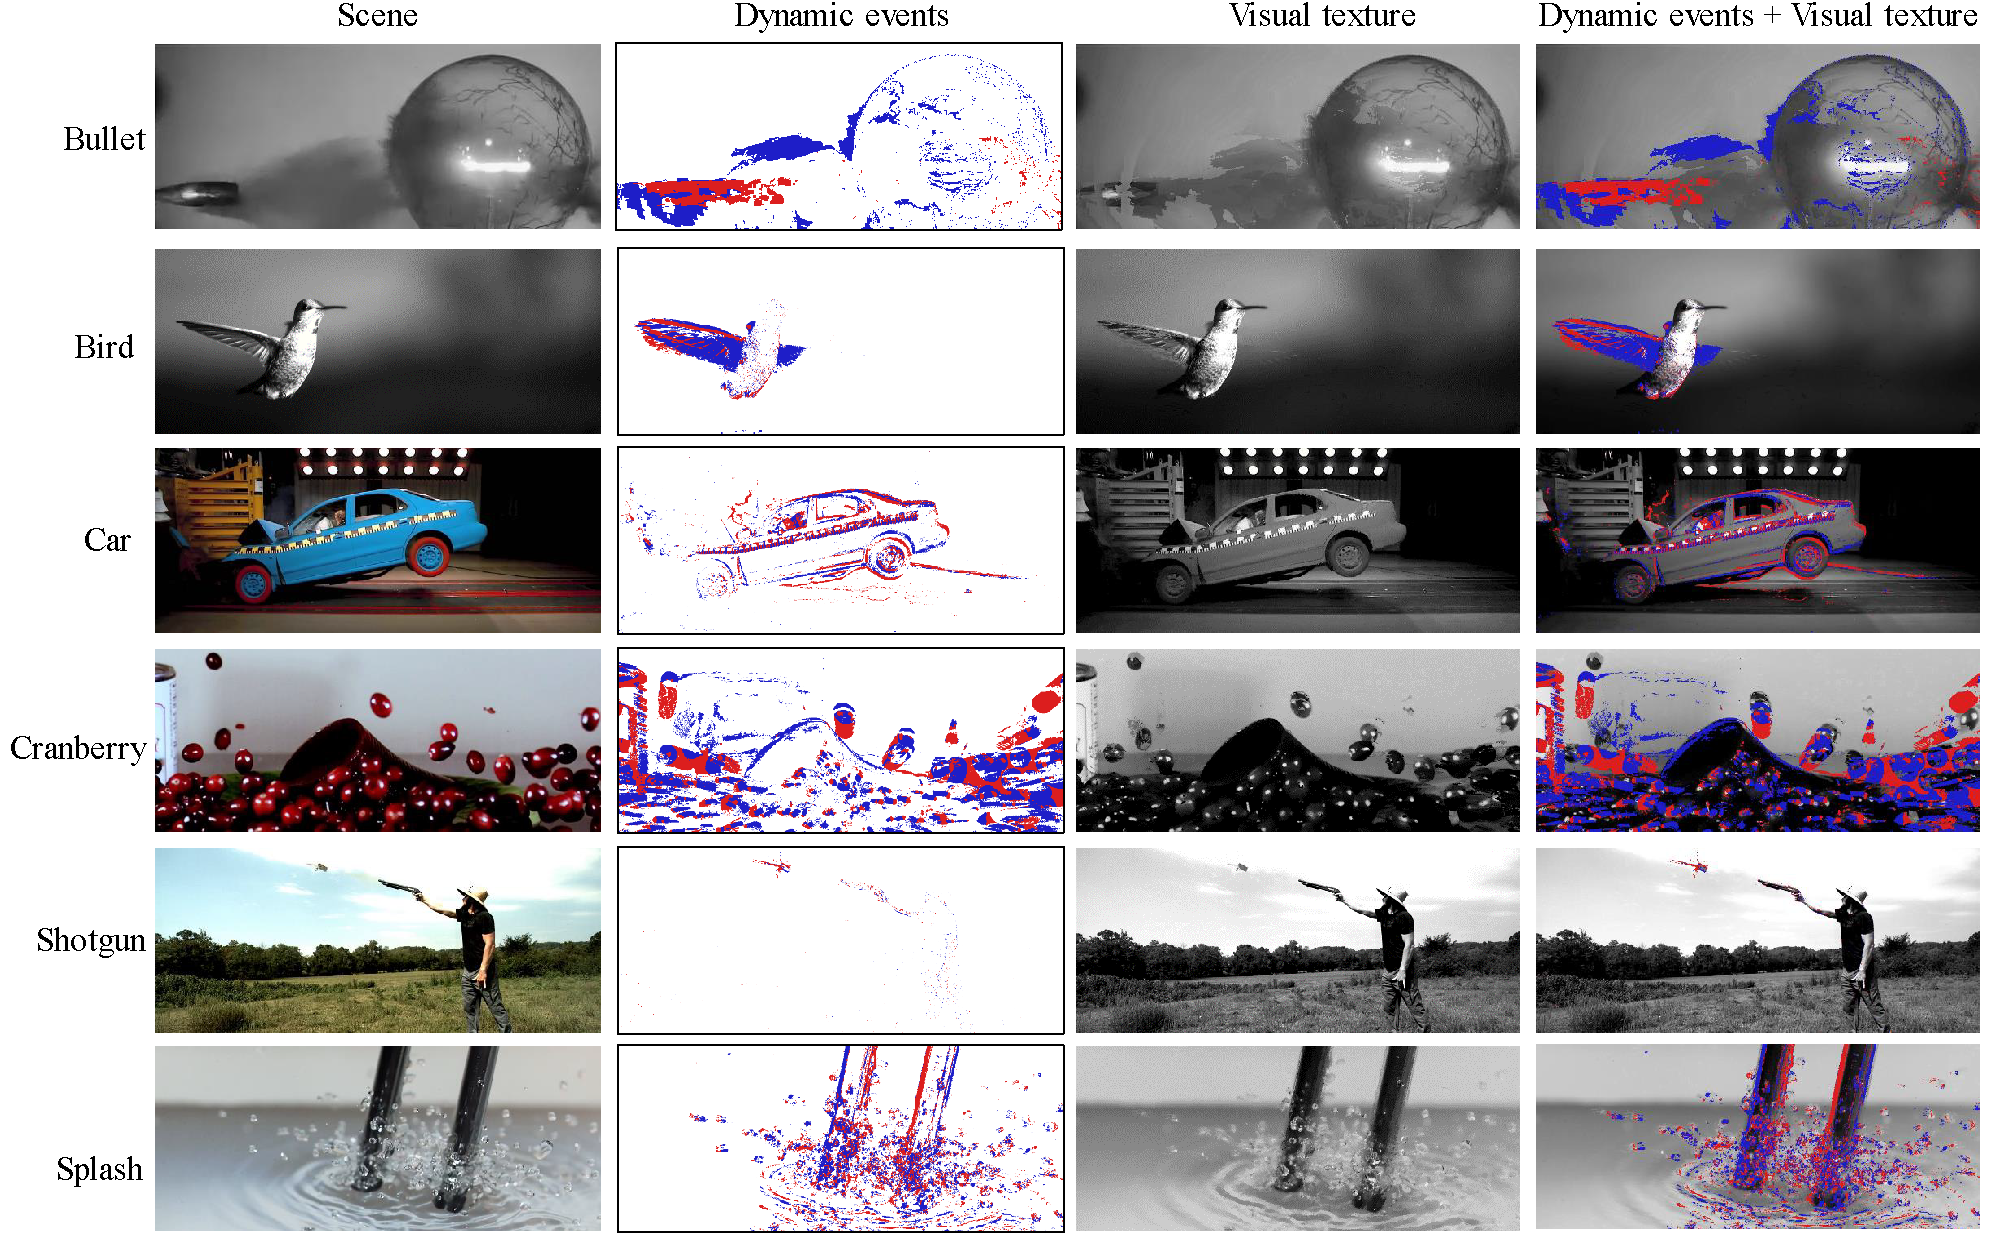 Scene
Dynamic events
Visual texture
Dynamic events + Visual texture
Bullet
Bird
Car
Cranberry
Shotgun
Splash